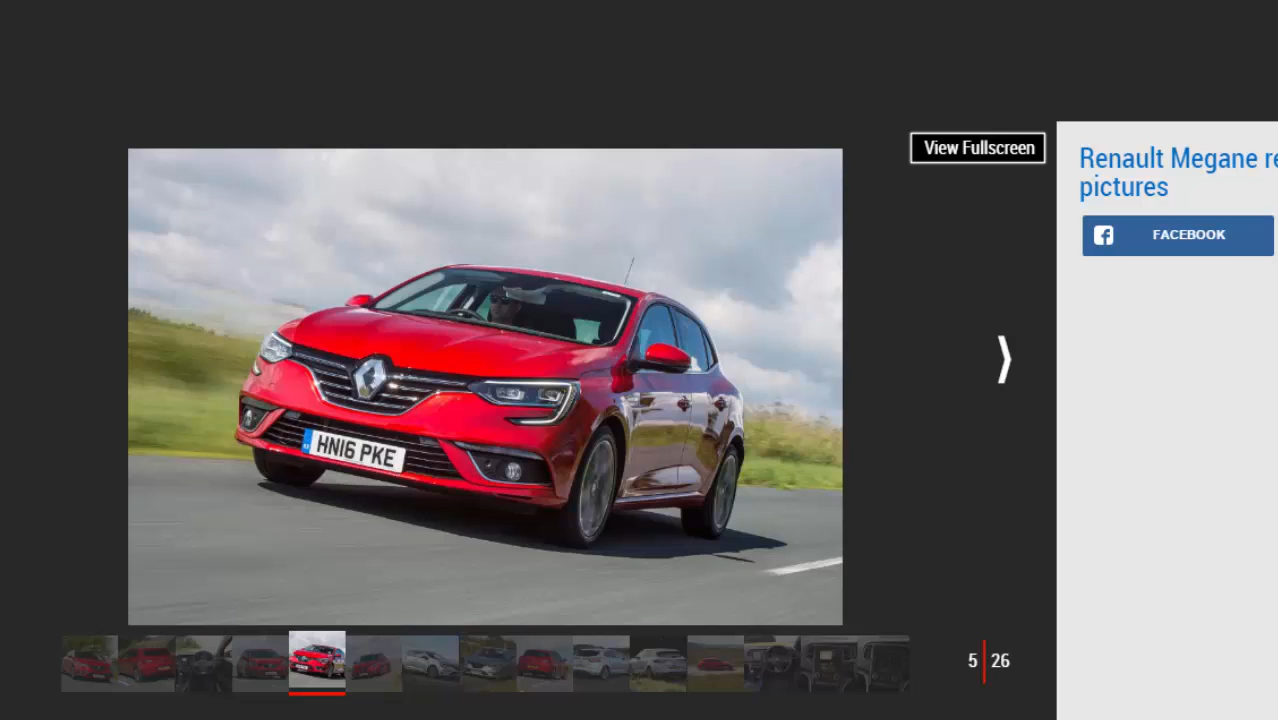 View Fullscreen
Renault Megane re
pictures
FACEBOOK
HN16 PKE
5 26